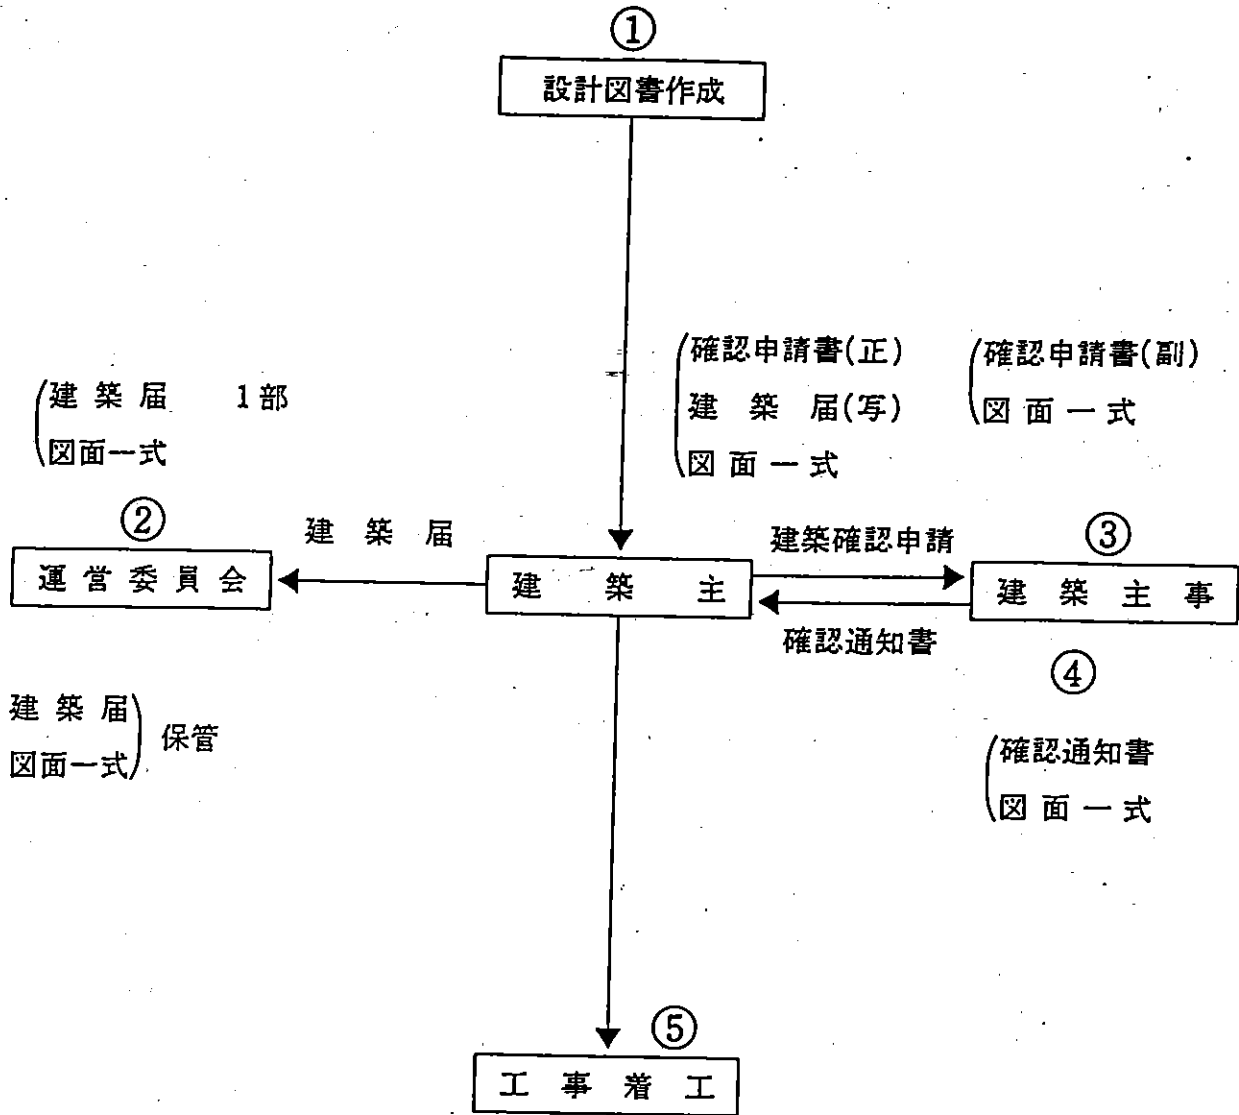 ①
設計図書作成
確認申請書(正)
建築届(写)
図面一式
確認申請書(副)
図面一式
建築届 1部
図面一式
②
運営委員会
建築届
建築主
建築確認申請
確認通知書
③
建築主事
④
確認通知書
図面一式
建築届
図面一式
保管
⑤
工事着工